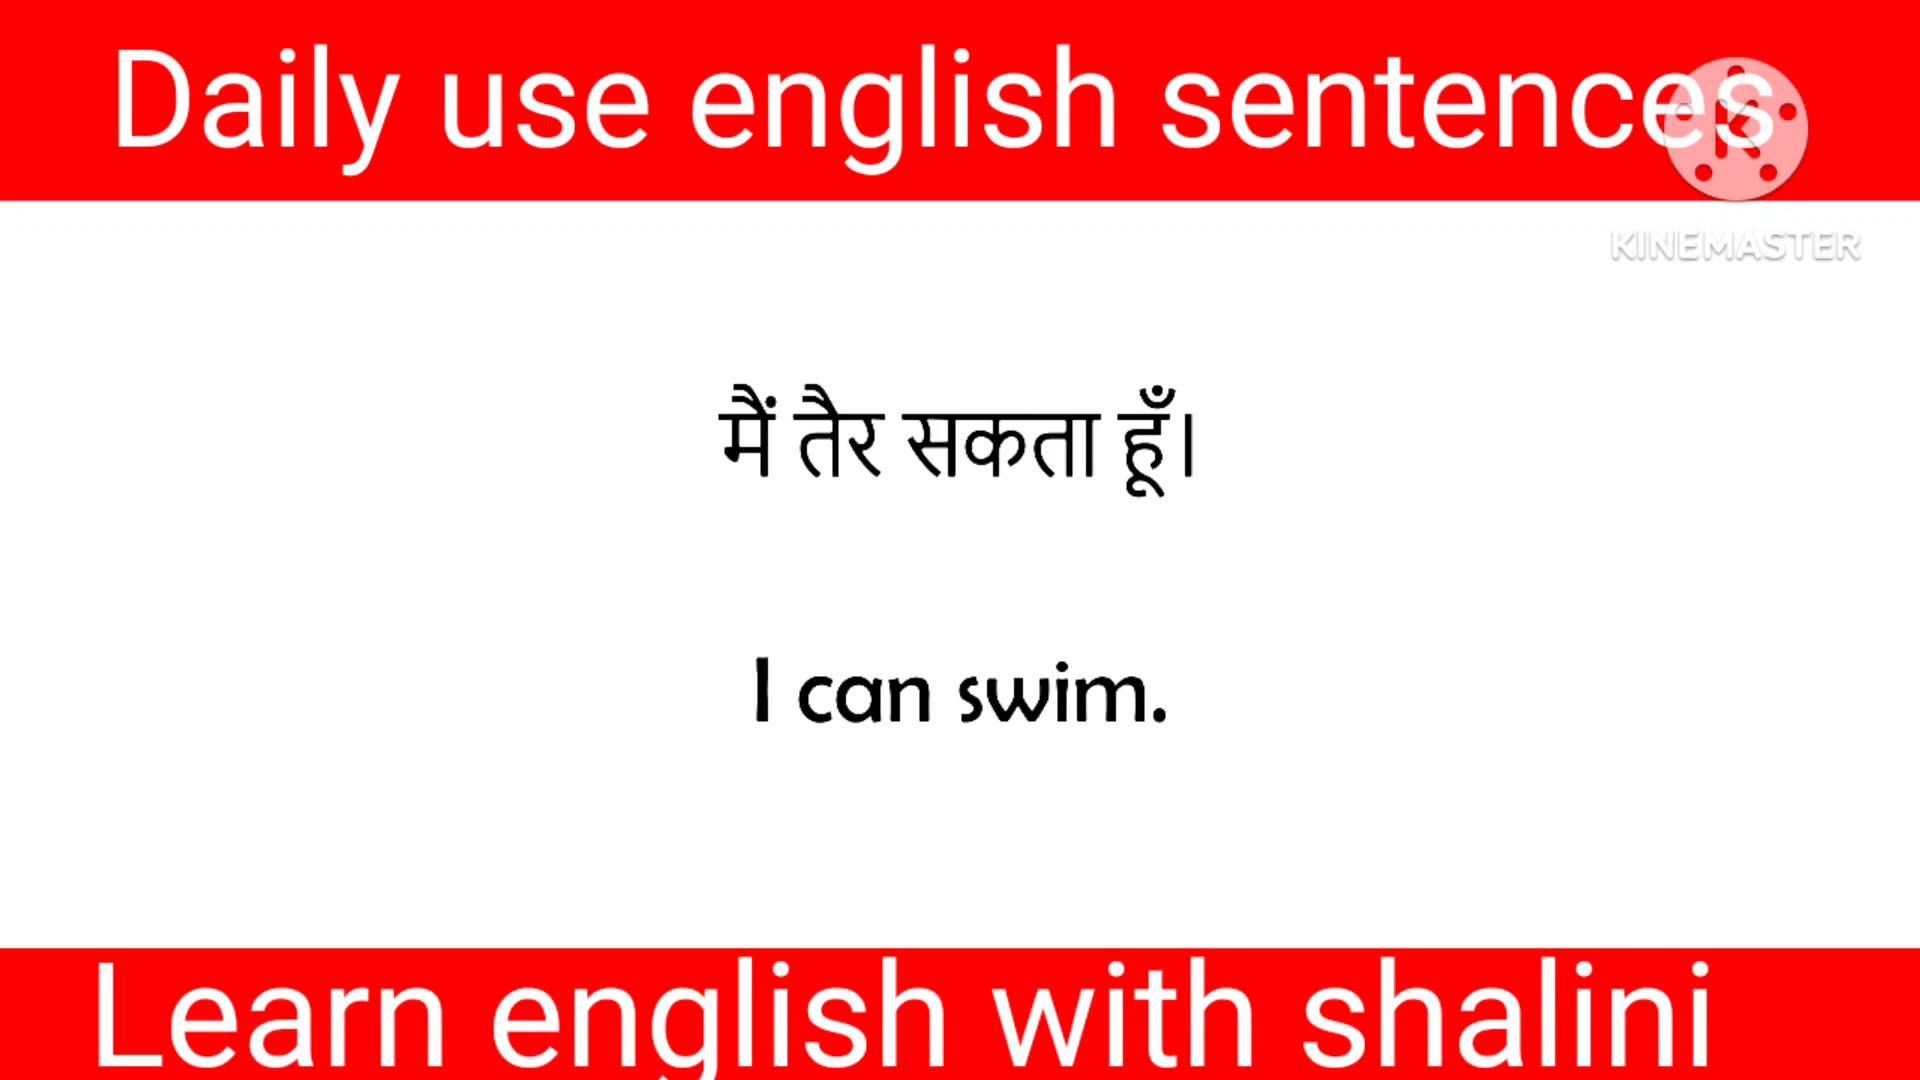 Daily use english sentences
KINEMASTER
मैं तैर सकता हूँ।
I can swim.
Learn english with shalini